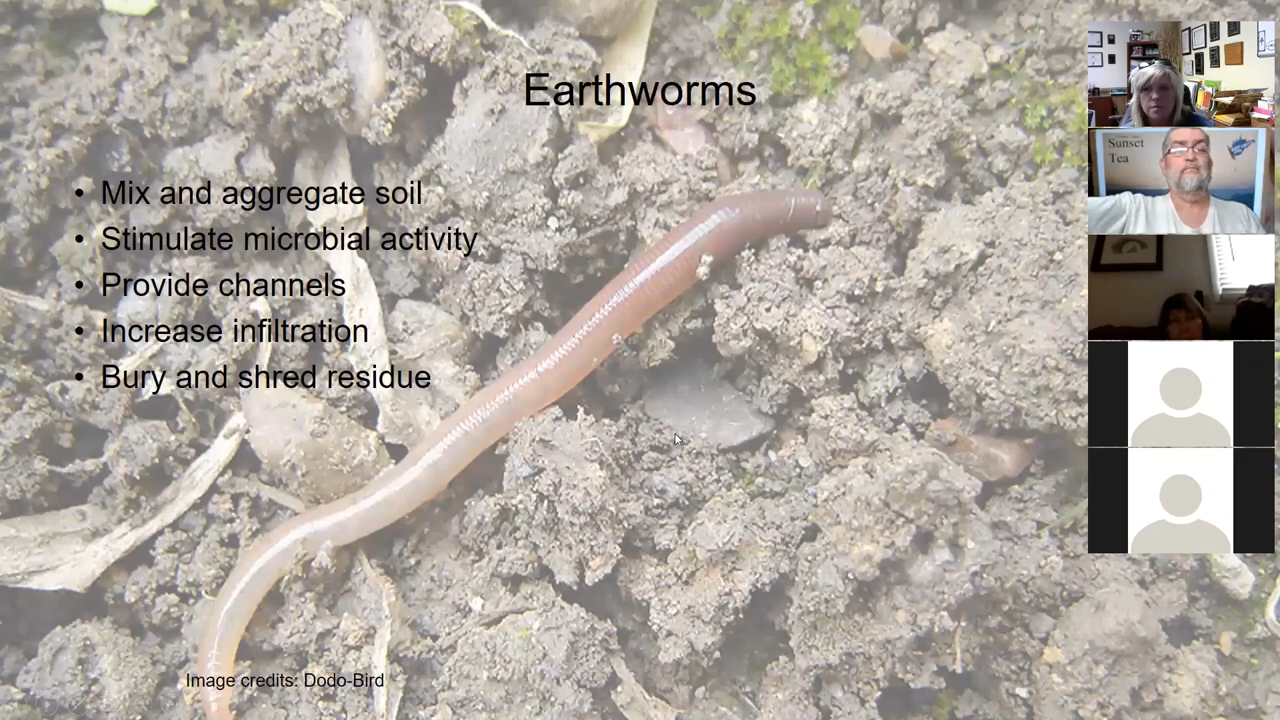 Earthworms
• Mix and aggregate soil
• Stimulate microbial activity
• Provide channels
• Increase infiltration
• Bury and shred residue
Image credits: Dodo-Bird
Sunset
Tea